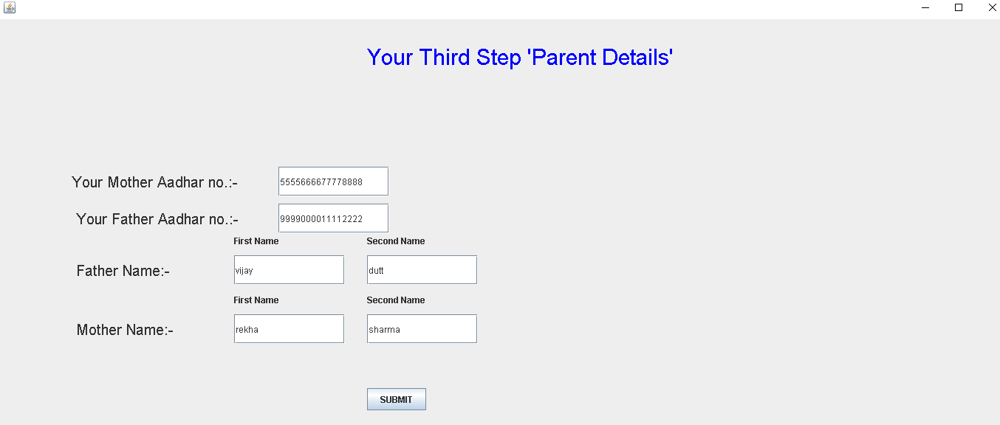 Your Third Step 'Parent Details'
Your Mother Aadhar no.:- 5555666677778888
Your Father Aadhar no.:- 9999000011112222
First Name Second Name
Father Name:- vijay dutt
First Name Second Name
Mother Name:- rekha sharma
SUBMIT